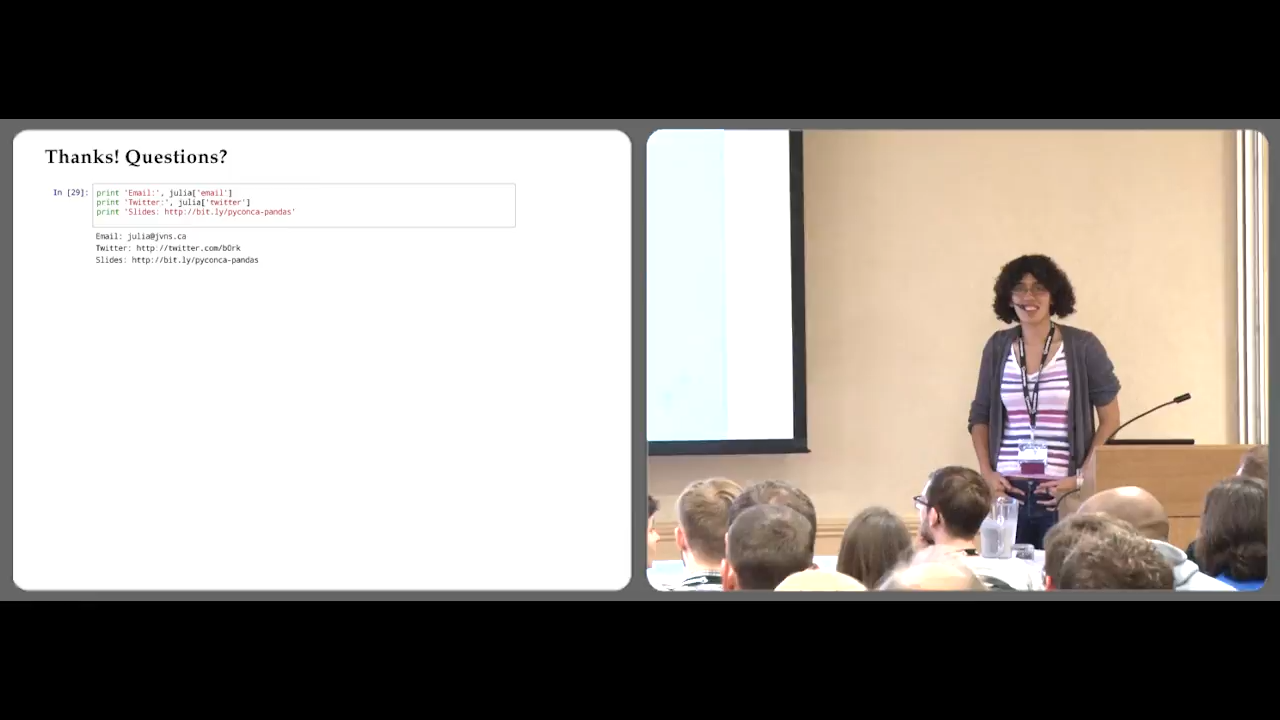 Thanks! Questions?
In [29]: print 'Email:', julia['email']
print 'Twitter:', julia['twitter']
print 'Slides: http://bit.ly/pyconca-pandas'
Email: julia@jvns.ca
Twitter: http://twitter.com/b0rk
Slides: http://bit.ly/pyconca-pandas